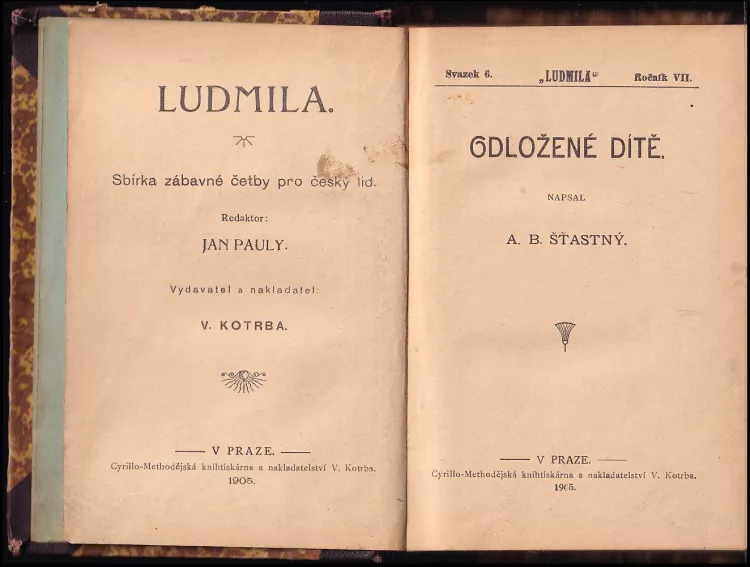 LUDMILA.
Sbírka zábavné četby pro český lid.
Redaktor:
JAN PAULY.
Vydavatel a nakladatel:
V. KOTRBA.
V PRAZE.
Cyrillo-Methodějská knihtiskárna a nakladatelství V. Kotrba.
1905.
Svazek 6. „LUDMILA“ Ročník VII.
ODLOŽENÉ DÍTĚ.
NAPSAL
A. B. ŠŤASTNÝ.
V PRAZE.
Cyrillo-Methodějská knihtiskárna a nakladatelství V. Kotrba.
1905.